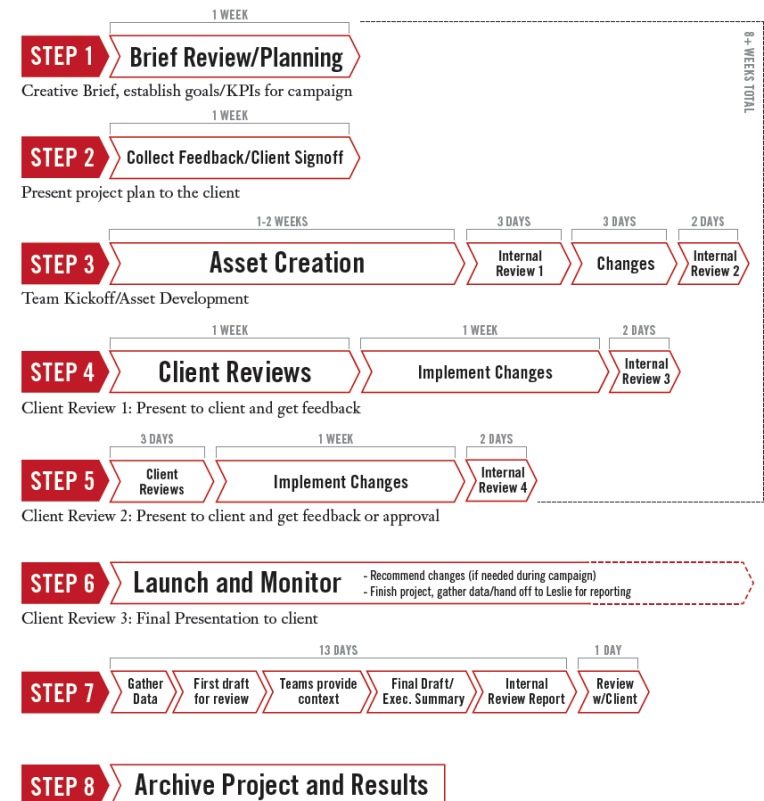 1 WEEK
STEP 1 Brief Review/Planning
Creative Brief, establish goals/KPIs for campaign
8+ WEEKS TOTAL
1 WEEK
STEP 2 Collect Feedback/Client Signoff
Present project plan to the client
1-2 WEEKS 3 DAYS 3 DAYS 2 DAYS
STEP 3 Asset Creation
Internal
Review 1
Changes
Internal
Review 2
Team Kickoff/Asset Development
1 WEEK 1 WEEK 2 DAYS
STEP 4 Client Reviews Implement Changes
Internal
Review 3
Client Review 1: Present to client and get feedback
3 DAYS 1 WEEK 2 DAYS
STEP 5
Client
Reviews
Implement Changes
Internal
Review 4
Client Review 2: Present to client and get feedback or approval
STEP 6 Launch and Monitor
- Recommend changes (if needed during campaign)
- Finish project, gather data/hand off to Leslie for reporting
Client Review 3: Final Presentation to client
13 DAYS 1 DAY
STEP 7
Gather
Data
First draft
for review
Teams provide
context
Final Draft/
Exec. Summary
Internal
Review Report
Review
w/Client
STEP 8 Archive Project and Results